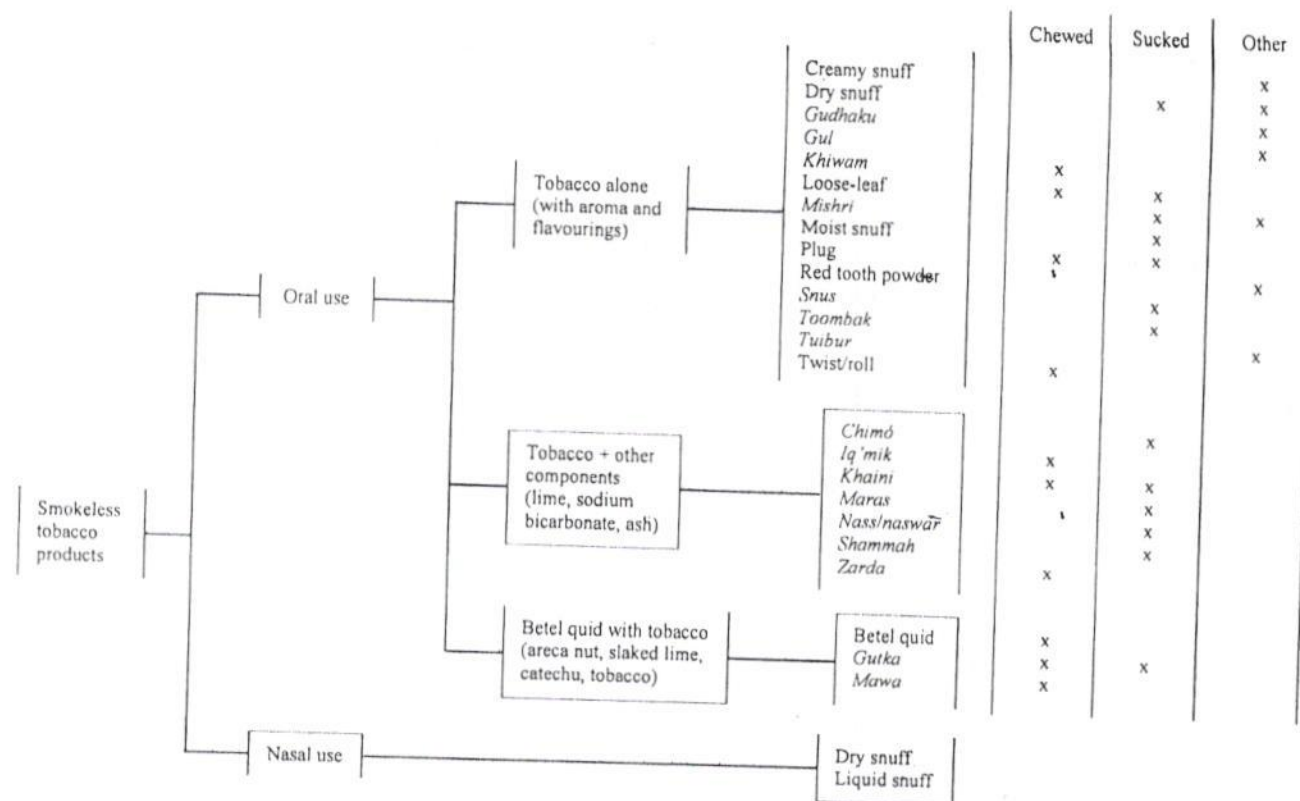 Chewed Sucked Other
Smokeless
tobacco
products
Oral use
Tobacco alone
(with aroma and
flavourings)
Creamy snuff x
Dry snuff x x
Gudhaku x
Gul x
Khiwam x
Loose-leaf x x
Mishri x x
Moist snuff x
Plug x x
Red tooth powder x
Snus x
Toombak x
Tuibur x
Twist/roll x
Tobacco + other
components
(lime, sodium
bicarbonate, ash)
Chimó x
Iq'mik x
Khaini x x
Maras x
Nass/naswar x
Shammah x
Zarda x
Betel quid with tobacco
(areca nut, slaked lime,
catechu, tobacco)
Betel quid x
Gutka x x
Mawa x
Nasal use
Dry snuff
Liquid snuff